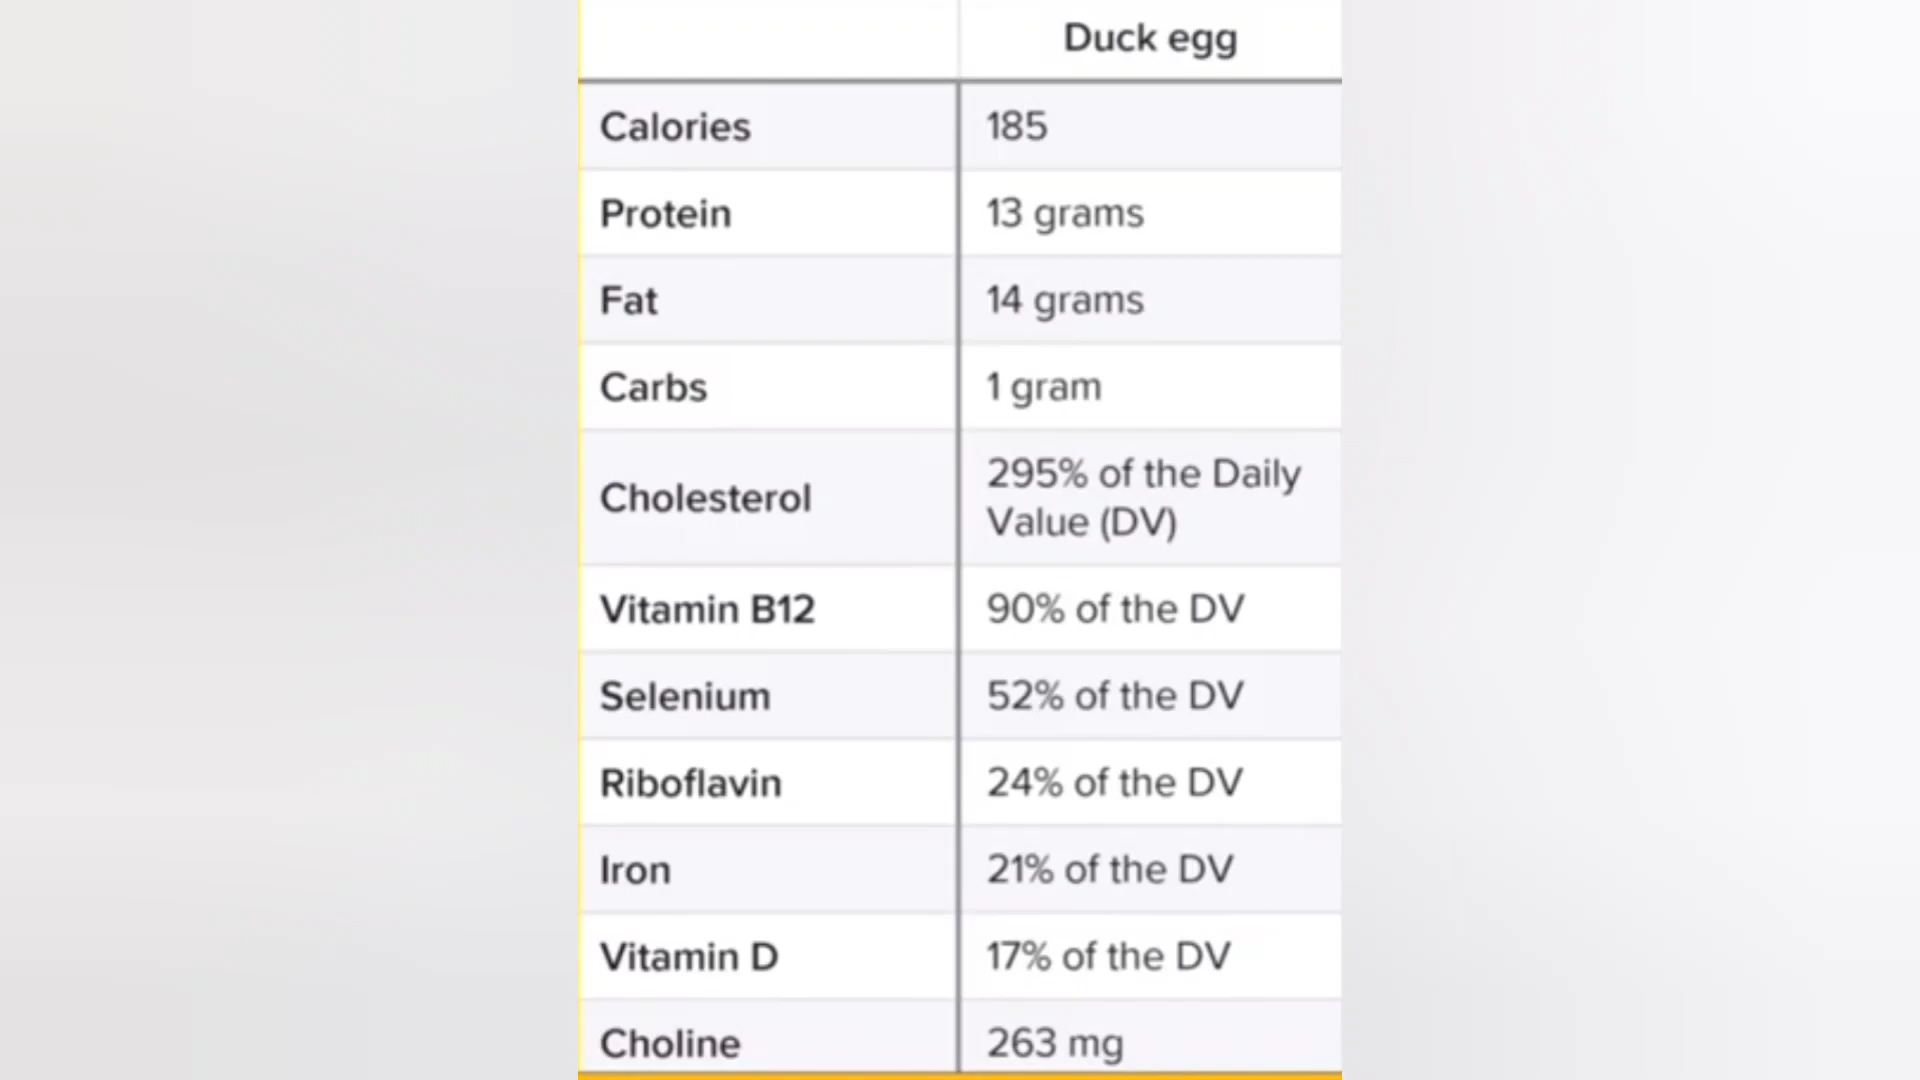 Duck egg
Calories 185
Protein 13 grams
Fat 14 grams
Carbs 1 gram
Cholesterol 295% of the Daily
Value (DV)
Vitamin B12 90% of the DV
Selenium 52% of the DV
Riboflavin 24% of the DV
Iron 21% of the DV
Vitamin D 17% of the DV
Choline 263 mg